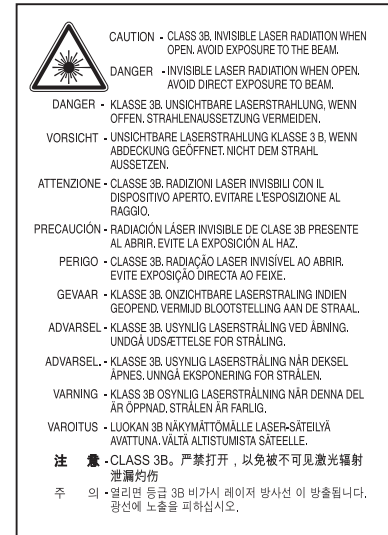 CAUTION - CLASS 3B. INVISIBLE LASER RADIATION WHEN
OPEN. AVOID EXPOSURE TO THE BEAM.
DANGER - INVISIBLE LASER RADIATION WHEN OPEN.
AVOID DIRECT EXPOSURE TO BEAM.
DANGER - KLASSE 3B. UNSICHTBARE LASERSTRAHLUNG, WENN
OFFEN. STRAHLENAUSSETZUNG VERMEIDEN.
VORSICHT - UNSICHTBARE LASERSTRAHLUNG KLASSE 3 B, WENN
ABDECKUNG GEÖFFNET. NICHT DEM STRAHL
AUSSETZEN.
ATTENZIONE - CLASSE 3B. RADIZIONI LASER INVISBILI CON IL
DISPOSITIVO APERTO. EVITARE L'ESPOSIZIONE AL
RAGGIO.
PRECAUCIÓN - RADIACIÓN LÁSER INVISIBLE DE CLASE 3B PRESENTE
AL ABRIR. EVITE LA EXPOSICIÓN AL HAZ.
PERIGO - CLASSE 3B. RADIAÇÃO LASER INVISÍVEL AO ABRIR.
EVITE EXPOSIÇÃO DIRECTA AO FEIXE.
GEVAAR - KLASSE 3B. ONZICHTBARE LASERSTRALING INDIEN
GEOPEND. VERMIJD BLOOTSTELLING AAN DE STRAAL.
ADVARSEL - KLASSE 3B. USYNLIG LASERSTRÅLING VED ÅBNING.
UNDGÅ UDSÆTTELSE FOR STRÅLING.
ADVARSEL. - KLASSE 3B. USYNLIG LASERSTRÅLING NÅR DEKSEL
ÅPNES. UNNGÅ EKSPONERING FOR STRÅLEN.
VARNING - KLASS 3B OSYNLIG LASERSTRÅLNING NÄR DENNA DEL
ÄR ÖPPNAD. STRÅLEN ÄR FARLIG.
VAROITUS - LUOKAN 3B NÄKYMÄTTÖMÄLLE LASER-SÄTEILYÄ
AVATTUNA. VÄLTÄ ALTISTUMISTA SÄTEELLE.
注 意 - CLASS 3B。严禁打开，以免被不可见激光辐射
泄漏灼伤
주 의 - 열리면 등급 3B 비가시 레이저 방사선 이 방출됩니다.
광선에 노출을 피하십시오.